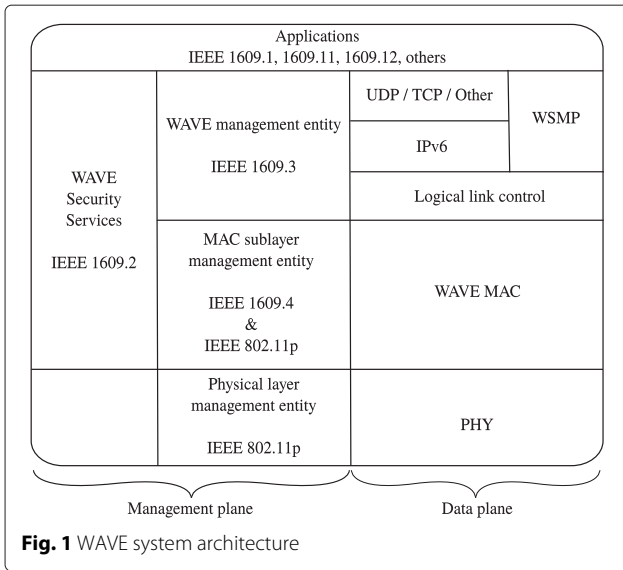 Applications
IEEE 1609.1, 1609.11, 1609.12, others
WAVE
Security
Services
IEEE 1609.2
WAVE management entity
IEEE 1609.3
UDP / TCP / Other
IPv6
WSMP
Logical link control
MAC sublayer
management entity
IEEE 1609.4
&
IEEE 802.11p
WAVE MAC
Physical layer
management entity
IEEE 802.11p
PHY
Management plane
Data plane
Fig. 1 WAVE system architecture